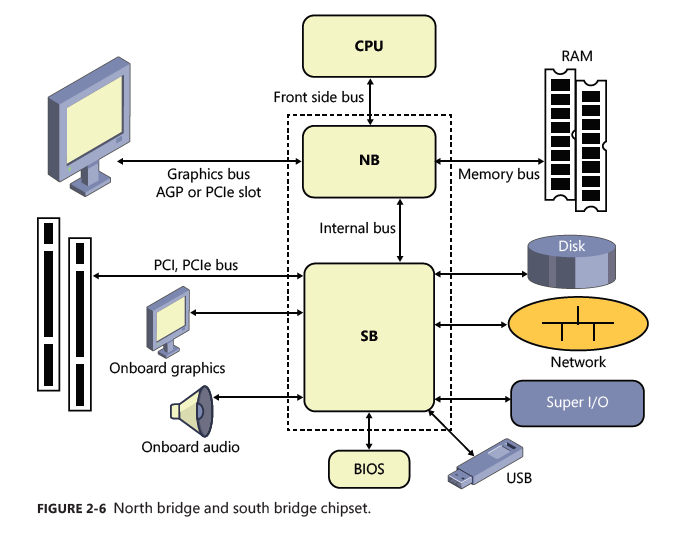 CPU
RAM
Front side bus
NB
Graphics bus
AGP or PCIe slot
Memory bus
Internal bus
PCI, PCIe bus
Disk
SB
Onboard graphics
Network
Super I/O
Onboard audio
BIOS
USB
FIGURE 2-6 North bridge and south bridge chipset.